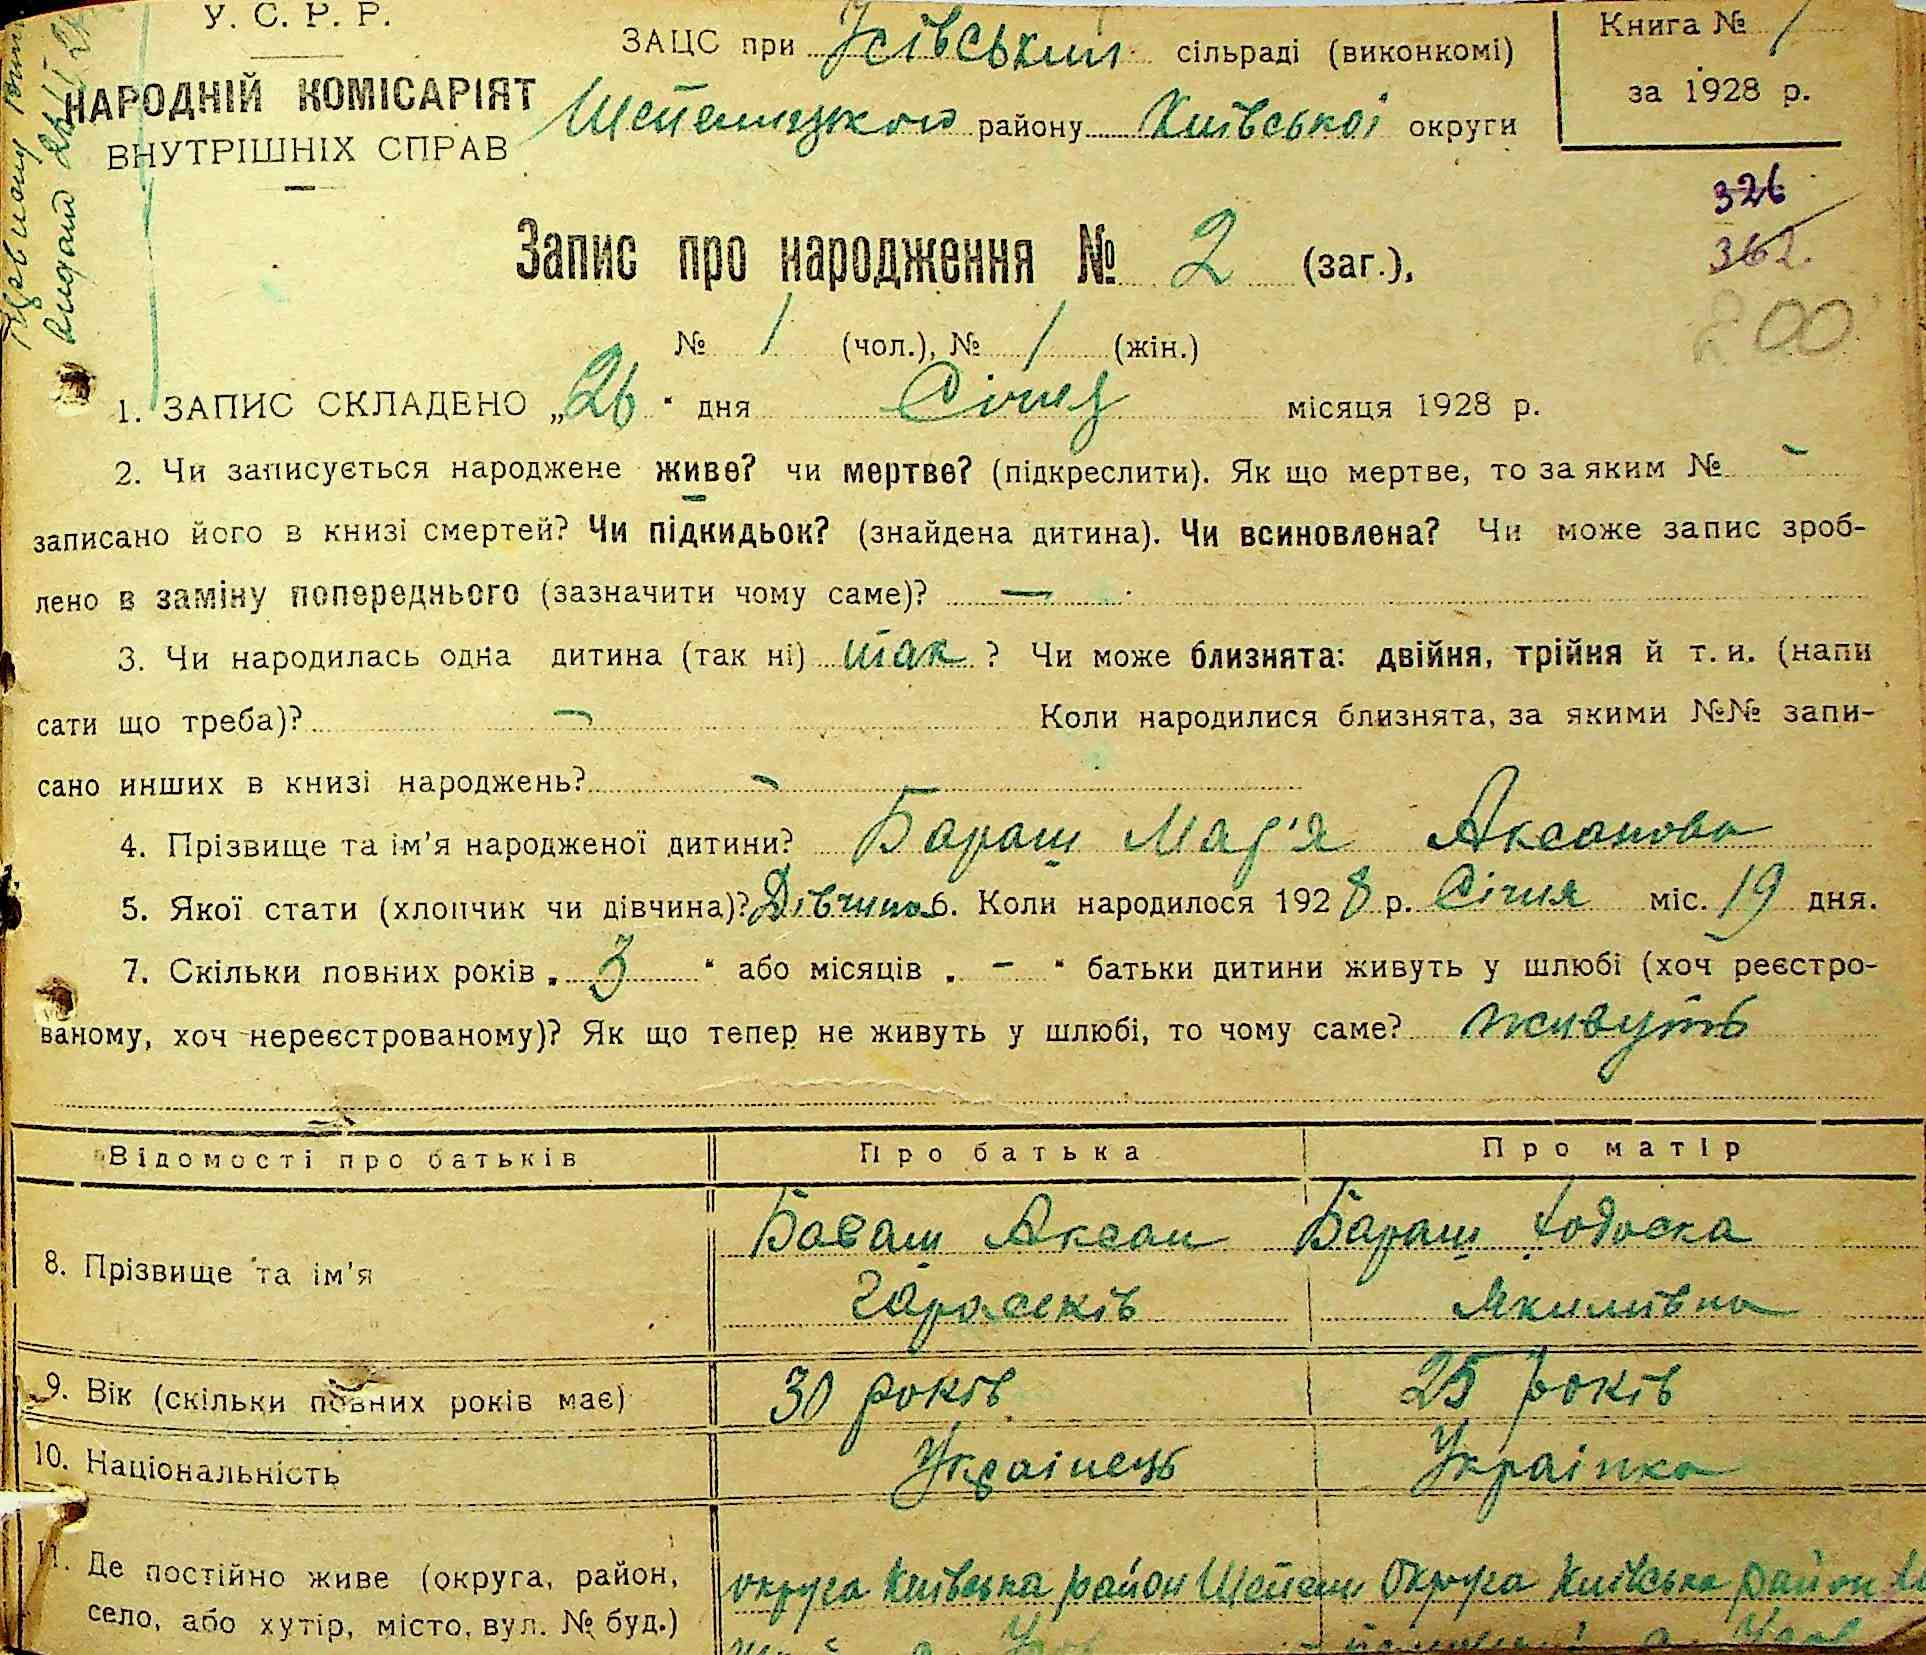 У. С. Р. Р.
НАРОДНІЙ КОМІСАРІЯТ
ВНУТРІШНІХ СПРАВ
ЗАЦС при Усівський сільраді (виконкомі)
району Київської округи
Книга № 1
за 1928 р.
326
362.
200
Запис про народження № 2 (заг.),
№ 1 (чол.), № 1 (жін.)
1. ЗАПИС СКЛАДЕНО „26" дня Січня місяця 1928 р.
2. Чи записується народжене живе? чи мертве? (підкреслити). Як що мертве, то за яким № -
записано його в книзі смертей? Чи підкидьок? (знайдена дитина). Чи всиновлена? Чи може запис зроб-
лено в заміну попереднього (зазначити чому саме)? —
3. Чи народилась одна дитина (так ні) так ? Чи може близнята: двійня, трійня й т. и. (напи
сати що треба)? — Коли народилися близнята, за якими №№ запи-
сано инших в книзі народжень? -
4. Прізвище та ім'я народженої дитини? Бараш Мар'я Аксанова
5. Якої стати (хлопчик чи дівчина)? Дівчина 6. Коли народилося 1928 р. Січня міс. 19 дня.
7. Скільки повних років „ 3 " або місяців „ - " батьки дитини живуть у шлюбі (хоч реєстро-
ваному, хоч нереєстрованому)? Як що тепер не живуть у шлюбі, то чому саме? живуть
Відомості про батьків Про батька Про матір
8. Прізвище та ім'я Бараш Аксан Бараш Ходоска
Якимівна
9. Вік (скільки повних років має) 30 років 25 років
10. Національність Украінець Украінка
11. Де постійно живе (округа, район, округа Київська район Щепен Округа Київська район
село, або хутір, місто, вул. № буд.)